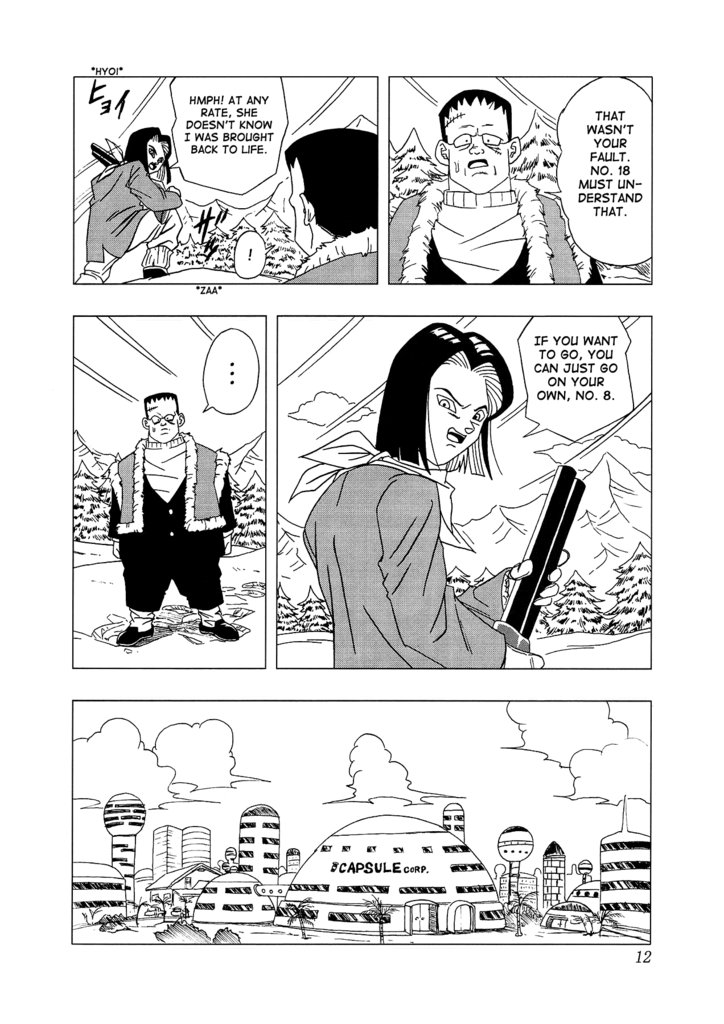 THAT
WASN'T
YOUR
FAULT.
NO. 18
MUST UN-
DERSTAND
THAT.
*HYOI*
ヒョイ
HMPH! AT ANY
RATE, SHE
DOESN'T KNOW
I WAS BROUGHT
BACK TO LIFE.
!
*ZAA*
IF YOU WANT
TO GO, YOU
CAN JUST GO
ON YOUR
OWN, NO. 8.
...
CAPSULE CORP.
12